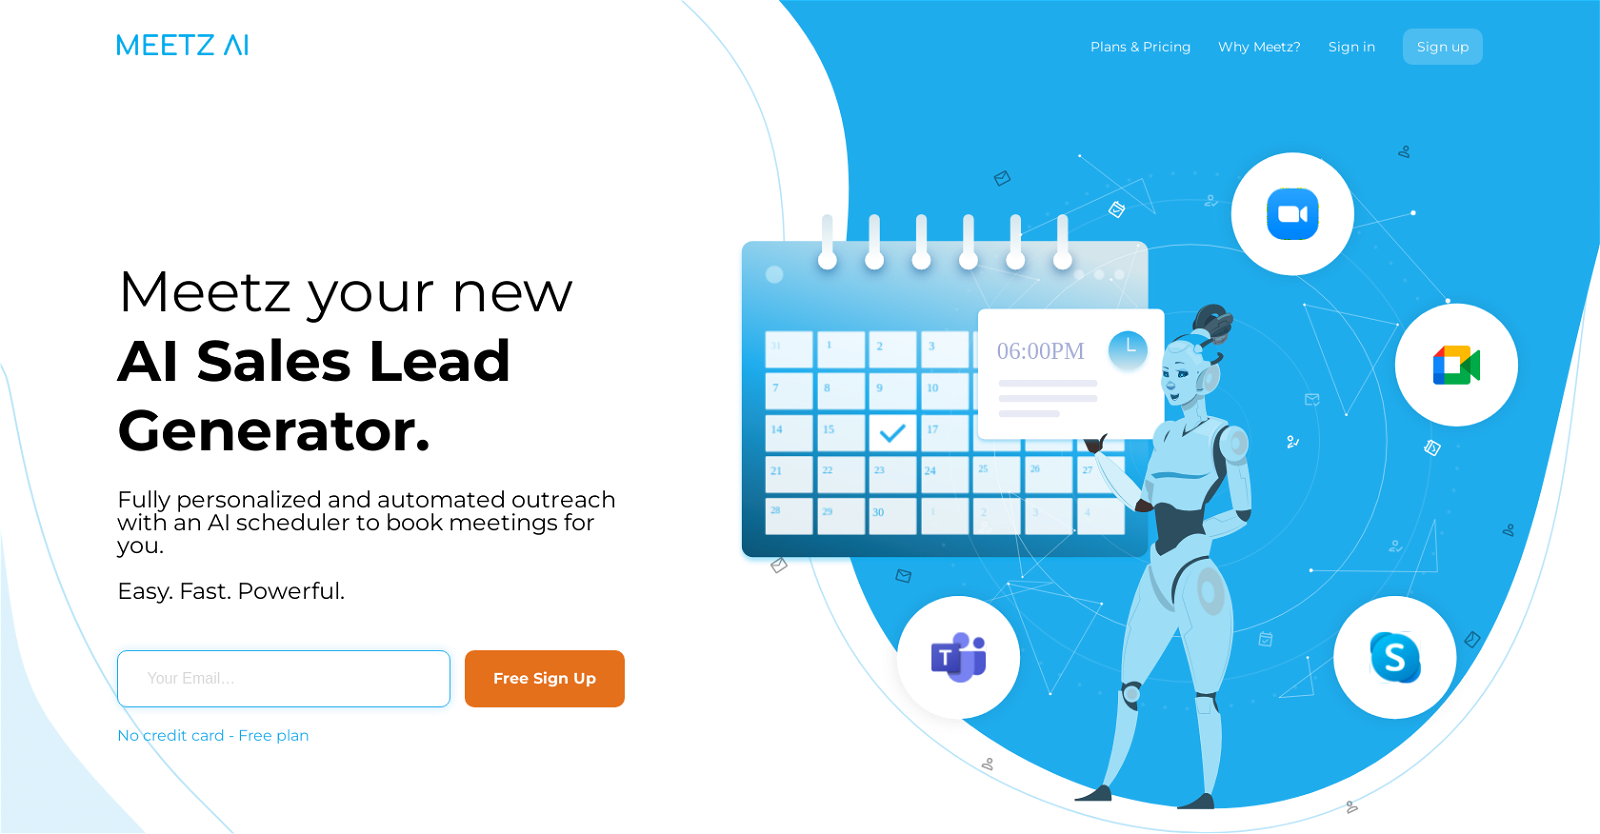 MEETZ AI
Plans & Pricing
Why Meetz?
Sign in
Sign up
Meetz your new
AI Sales Lead
Generator.
Fully personalized and automated outreach
with an AI scheduler to book meetings for
you.
Easy. Fast. Powerful.
Your Email...
Free Sign Up
No credit card - Free plan
06:00PM
31 1 2 3
7 8 9 10
14 15 17
21 22 23 24 25 26 27
28 29 30 1 2 3 4
T
S